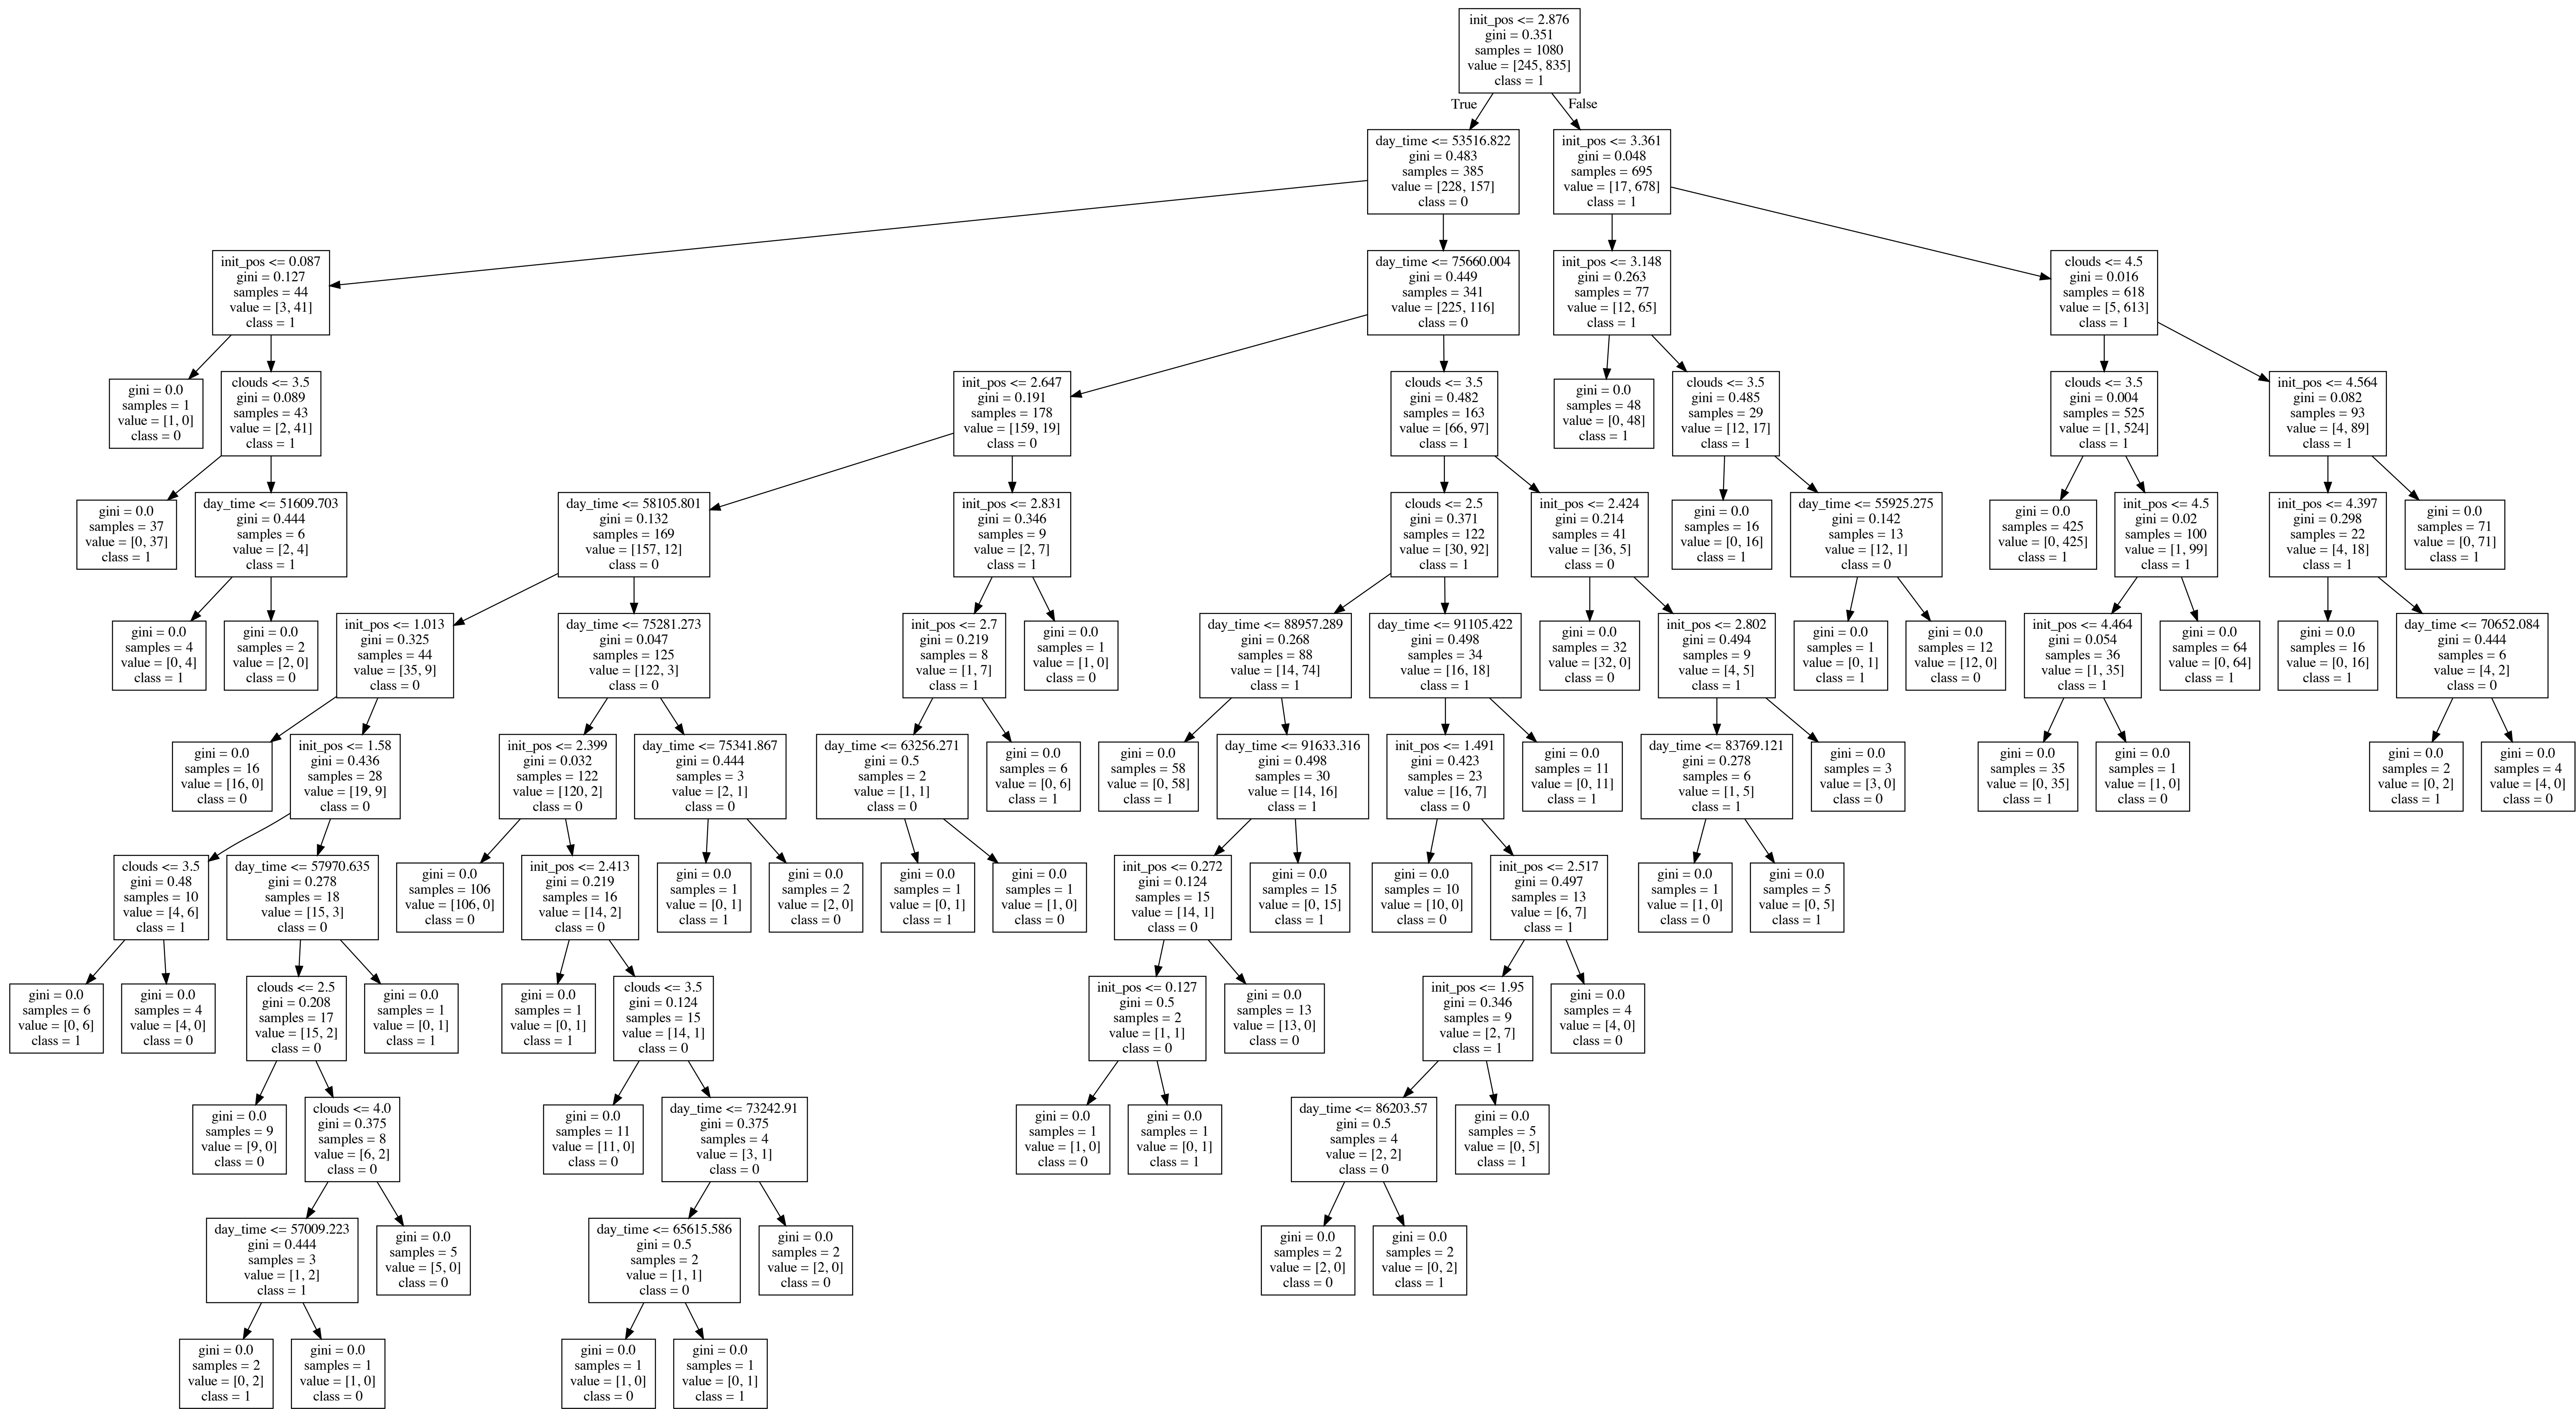 init_pos <= 2.876
gini = 0.351
samples = 1080
value = [245, 835]
class = 1
True
False
day_time <= 53516.822
gini = 0.483
samples = 385
value = [228, 157]
class = 0
init_pos <= 3.361
gini = 0.048
samples = 695
value = [17, 678]
class = 1
init_pos <= 0.087
gini = 0.127
samples = 44
value = [3, 41]
class = 1
day_time <= 75660.004
gini = 0.449
samples = 341
value = [225, 116]
class = 0
init_pos <= 3.148
gini = 0.263
samples = 77
value = [12, 65]
class = 1
clouds <= 4.5
gini = 0.016
samples = 618
value = [5, 613]
class = 1
gini = 0.0
samples = 1
value = [1, 0]
class = 0
clouds <= 3.5
gini = 0.089
samples = 43
value = [2, 41]
class = 1
init_pos <= 2.647
gini = 0.191
samples = 178
value = [159, 19]
class = 0
clouds <= 3.5
gini = 0.482
samples = 163
value = [66, 97]
class = 1
gini = 0.0
samples = 48
value = [0, 48]
class = 1
clouds <= 3.5
gini = 0.485
samples = 29
value = [12, 17]
class = 1
clouds <= 3.5
gini = 0.004
samples = 525
value = [1, 524]
class = 1
init_pos <= 4.564
gini = 0.082
samples = 93
value = [4, 89]
class = 1
gini = 0.0
samples = 37
value = [0, 37]
class = 1
day_time <= 51609.703
gini = 0.444
samples = 6
value = [2, 4]
class = 1
day_time <= 58105.801
gini = 0.132
samples = 169
value = [157, 12]
class = 0
init_pos <= 2.831
gini = 0.346
samples = 9
value = [2, 7]
class = 1
clouds <= 2.5
gini = 0.371
samples = 122
value = [30, 92]
class = 1
init_pos <= 2.424
gini = 0.214
samples = 41
value = [36, 5]
class = 0
gini = 0.0
samples = 16
value = [0, 16]
class = 1
day_time <= 55925.275
gini = 0.142
samples = 13
value = [12, 1]
class = 0
gini = 0.0
samples = 425
value = [0, 425]
class = 1
init_pos <= 4.5
gini = 0.02
samples = 100
value = [1, 99]
class = 1
init_pos <= 4.397
gini = 0.298
samples = 22
value = [4, 18]
class = 1
gini = 0.0
samples = 71
value = [0, 71]
class = 1
gini = 0.0
samples = 4
value = [0, 4]
class = 1
gini = 0.0
samples = 2
value = [2, 0]
class = 0
init_pos <= 1.013
gini = 0.325
samples = 44
value = [35, 9]
class = 0
day_time <= 75281.273
gini = 0.047
samples = 125
value = [122, 3]
class = 0
init_pos <= 2.7
gini = 0.219
samples = 8
value = [1, 7]
class = 1
gini = 0.0
samples = 1
value = [1, 0]
class = 0
day_time <= 88957.289
gini = 0.268
samples = 88
value = [14, 74]
class = 1
day_time <= 91105.422
gini = 0.498
samples = 34
value = [16, 18]
class = 1
gini = 0.0
samples = 32
value = [32, 0]
class = 0
init_pos <= 2.802
gini = 0.494
samples = 9
value = [4, 5]
class = 1
gini = 0.0
samples = 1
value = [0, 1]
class = 1
gini = 0.0
samples = 12
value = [12, 0]
class = 0
init_pos <= 4.464
gini = 0.054
samples = 36
value = [1, 35]
class = 1
gini = 0.0
samples = 64
value = [0, 64]
class = 1
gini = 0.0
samples = 16
value = [0, 16]
class = 1
day_time <= 70652.084
gini = 0.444
samples = 6
value = [4, 2]
class = 0
gini = 0.0
samples = 16
value = [16, 0]
class = 0
init_pos <= 1.58
gini = 0.436
samples = 28
value = [19, 9]
class = 0
init_pos <= 2.399
gini = 0.032
samples = 122
value = [120, 2]
class = 0
day_time <= 75341.867
gini = 0.444
samples = 3
value = [2, 1]
class = 0
day_time <= 63256.271
gini = 0.5
samples = 2
value = [1, 1]
class = 0
gini = 0.0
samples = 6
value = [0, 6]
class = 1
gini = 0.0
samples = 58
value = [0, 58]
class = 1
day_time <= 91633.316
gini = 0.498
samples = 30
value = [14, 16]
class = 1
init_pos <= 1.491
gini = 0.423
samples = 23
value = [16, 7]
class = 0
gini = 0.0
samples = 11
value = [0, 11]
class = 1
day_time <= 83769.121
gini = 0.278
samples = 6
value = [1, 5]
class = 1
gini = 0.0
samples = 3
value = [3, 0]
class = 0
gini = 0.0
samples = 35
value = [0, 35]
class = 1
gini = 0.0
samples = 1
value = [1, 0]
class = 0
gini = 0.0
samples = 2
value = [0, 2]
class = 1
gini = 0.0
samples = 4
value = [4, 0]
class = 0
clouds <= 3.5
gini = 0.48
samples = 10
value = [4, 6]
class = 1
day_time <= 57970.635
gini = 0.278
samples = 18
value = [15, 3]
class = 0
gini = 0.0
samples = 106
value = [106, 0]
class = 0
init_pos <= 2.413
gini = 0.219
samples = 16
value = [14, 2]
class = 0
gini = 0.0
samples = 1
value = [0, 1]
class = 1
gini = 0.0
samples = 2
value = [2, 0]
class = 0
gini = 0.0
samples = 1
value = [0, 1]
class = 1
gini = 0.0
samples = 1
value = [1, 0]
class = 0
init_pos <= 0.272
gini = 0.124
samples = 15
value = [14, 1]
class = 0
gini = 0.0
samples = 15
value = [0, 15]
class = 1
gini = 0.0
samples = 10
value = [10, 0]
class = 0
init_pos <= 2.517
gini = 0.497
samples = 13
value = [6, 7]
class = 1
gini = 0.0
samples = 1
value = [1, 0]
class = 0
gini = 0.0
samples = 5
value = [0, 5]
class = 1
gini = 0.0
samples = 6
value = [0, 6]
class = 1
gini = 0.0
samples = 4
value = [4, 0]
class = 0
clouds <= 2.5
gini = 0.208
samples = 17
value = [15, 2]
class = 0
gini = 0.0
samples = 1
value = [0, 1]
class = 1
gini = 0.0
samples = 1
value = [0, 1]
class = 1
clouds <= 3.5
gini = 0.124
samples = 15
value = [14, 1]
class = 0
init_pos <= 0.127
gini = 0.5
samples = 2
value = [1, 1]
class = 0
gini = 0.0
samples = 13
value = [13, 0]
class = 0
init_pos <= 1.95
gini = 0.346
samples = 9
value = [2, 7]
class = 1
gini = 0.0
samples = 4
value = [4, 0]
class = 0
gini = 0.0
samples = 9
value = [9, 0]
class = 0
clouds <= 4.0
gini = 0.375
samples = 8
value = [6, 2]
class = 0
gini = 0.0
samples = 11
value = [11, 0]
class = 0
day_time <= 73242.91
gini = 0.375
samples = 4
value = [3, 1]
class = 0
gini = 0.0
samples = 1
value = [1, 0]
class = 0
gini = 0.0
samples = 1
value = [0, 1]
class = 1
day_time <= 86203.57
gini = 0.5
samples = 4
value = [2, 2]
class = 0
gini = 0.0
samples = 5
value = [0, 5]
class = 1
day_time <= 57009.223
gini = 0.444
samples = 3
value = [1, 2]
class = 1
gini = 0.0
samples = 5
value = [5, 0]
class = 0
day_time <= 65615.586
gini = 0.5
samples = 2
value = [1, 1]
class = 0
gini = 0.0
samples = 2
value = [2, 0]
class = 0
gini = 0.0
samples = 2
value = [2, 0]
class = 0
gini = 0.0
samples = 2
value = [0, 2]
class = 1
gini = 0.0
samples = 2
value = [0, 2]
class = 1
gini = 0.0
samples = 1
value = [1, 0]
class = 0
gini = 0.0
samples = 1
value = [1, 0]
class = 0
gini = 0.0
samples = 1
value = [0, 1]
class = 1